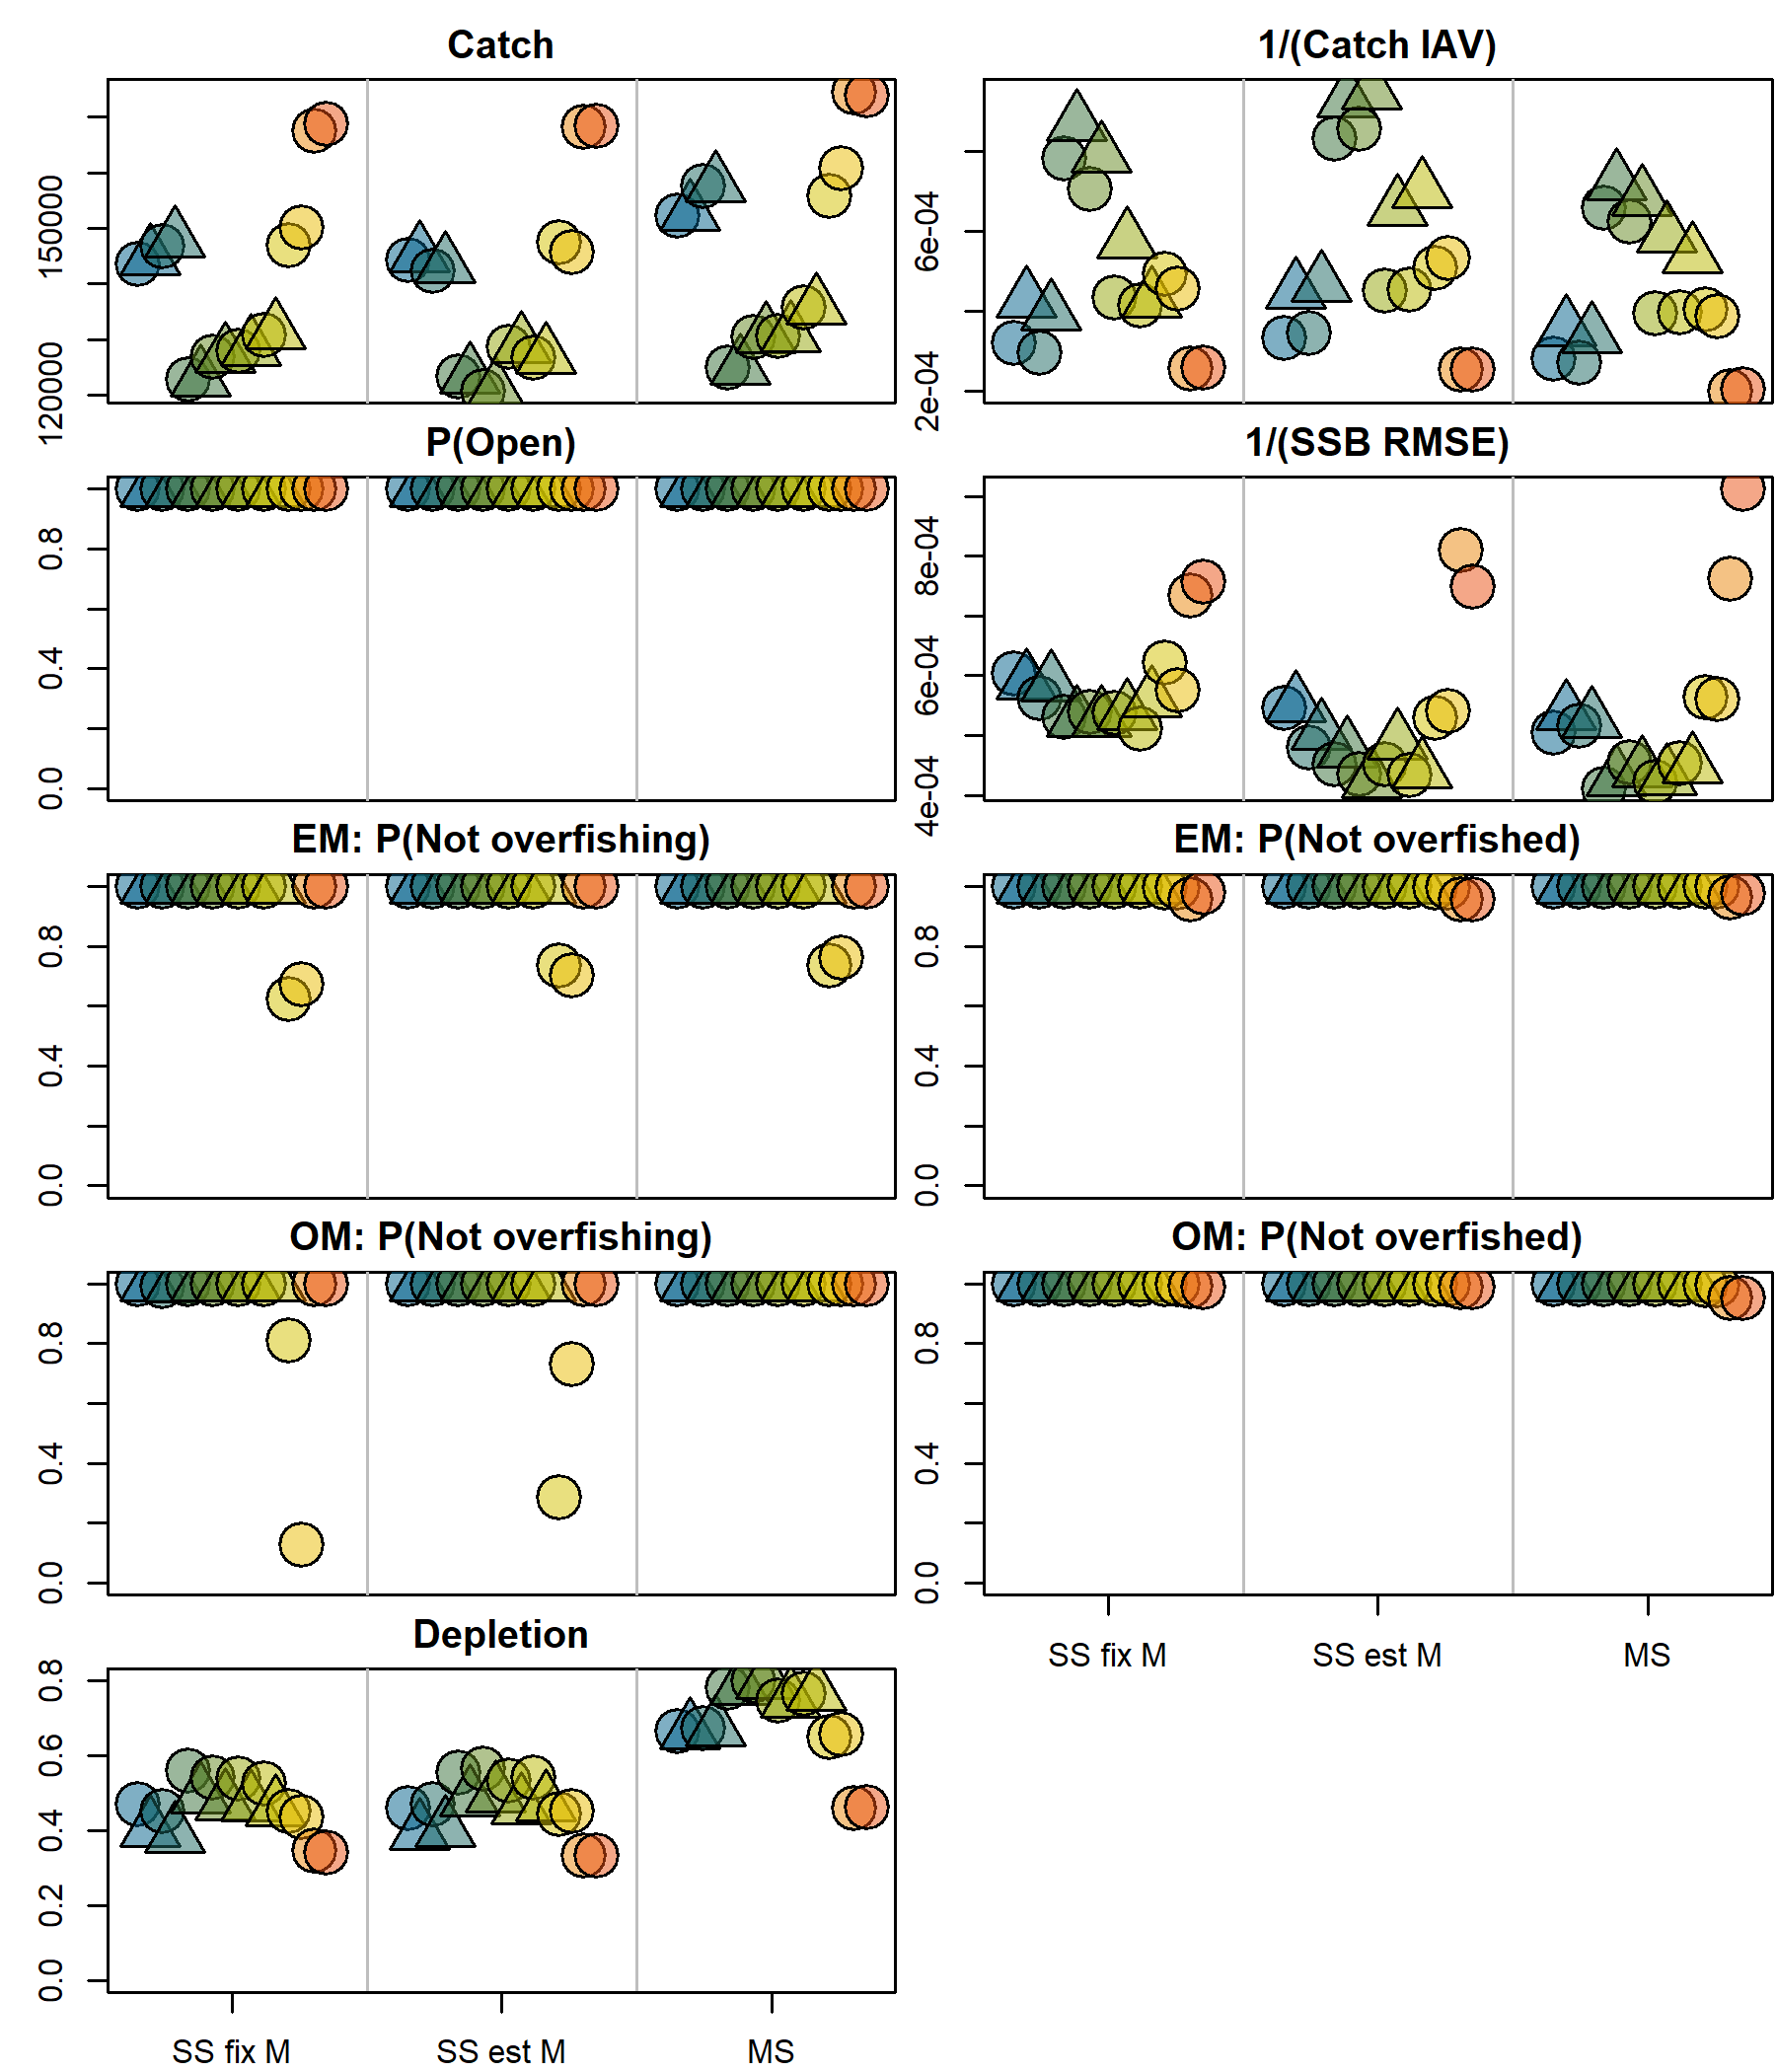 Catch
1/(Catch IAV)
150000
120000
6e-04
2e-04
P(Open)
1/(SSB RMSE)
0.8
0.4
0.0
8e-04
6e-04
4e-04
EM: P(Not overfishing)
EM: P(Not overfished)
0.8
0.4
0.0
0.8
0.4
0.0
OM: P(Not overfishing)
OM: P(Not overfished)
0.8
0.4
0.0
0.8
0.4
0.0
SS fix M SS est M MS
Depletion
0.8
0.6
0.4
0.2
0.0
SS fix M SS est M MS